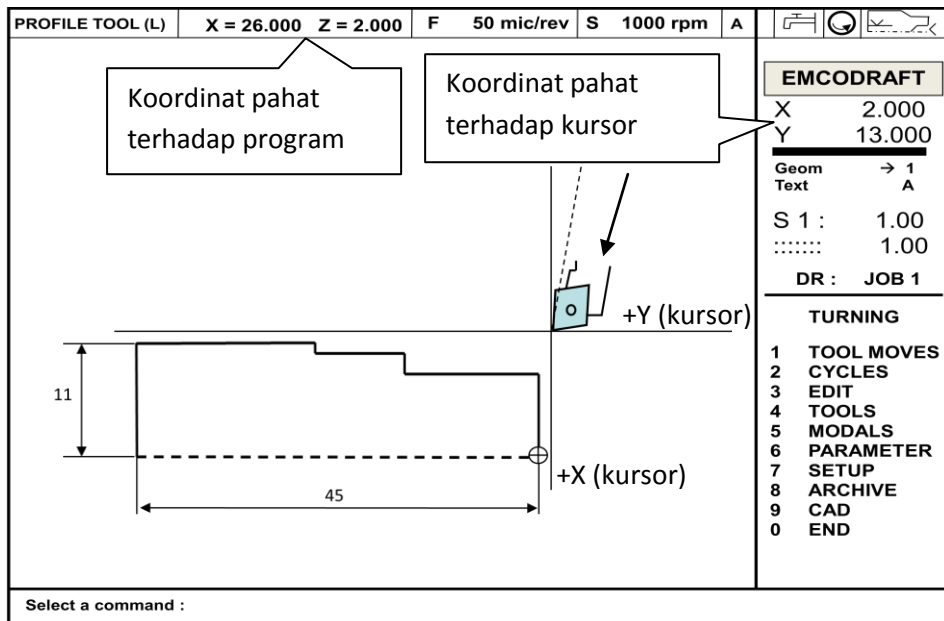 PROFILE TOOL (L) X = 26.000 Z = 2.000 F 50 mic/rev S 1000 rpm A
Koordinat pahat
terhadap program
Koordinat pahat
terhadap kursor
EMCODRAFT
X 2.000
Y 13.000
Geom → 1
Text A
S 1 : 1.00
::::::: 1.00
DR : JOB 1
+Y (kursor)
11
+X (kursor)
45
TURNING
1 TOOL MOVES
2 CYCLES
3 EDIT
4 TOOLS
5 MODALS
6 PARAMETER
7 SETUP
8 ARCHIVE
9 CAD
0 END
Select a command :